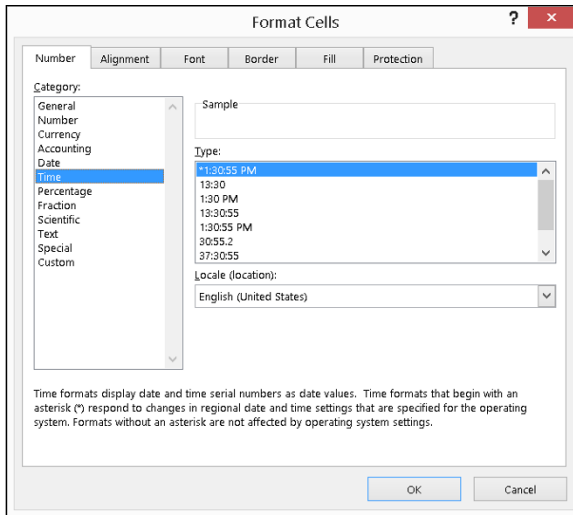 Format Cells
?
Number Alignment Font Border Fill Protection
Category:
General
Number
Currency
Accounting
Date
Time
Percentage
Fraction
Scientific
Text
Special
Custom
Sample
Type:
*1:30:55 PM
13:30
1:30 PM
13:30:55
1:30:55 PM
30:55.2
37:30:55
Locale (location):
English (United States)
Time formats display date and time serial numbers as date values. Time formats that begin with an
asterisk (*) respond to changes in regional date and time settings that are specified for the operating
system. Formats without an asterisk are not affected by operating system settings.
OK Cancel